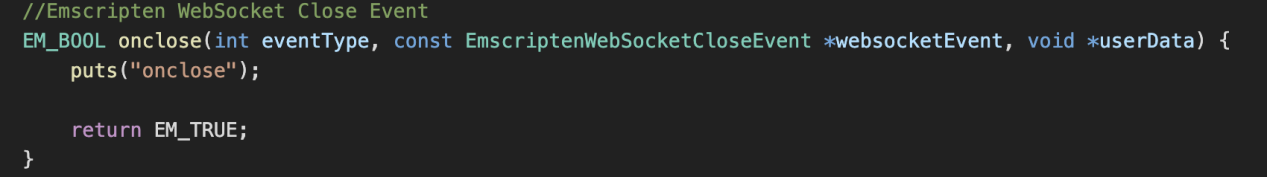 //Emscripten WebSocket Close Event
EM_BOOL onclose(int eventType, const EmscriptenWebSocketCloseEvent *websocketEvent, void *userData) {
    puts("onclose");

    return EM_TRUE;
}